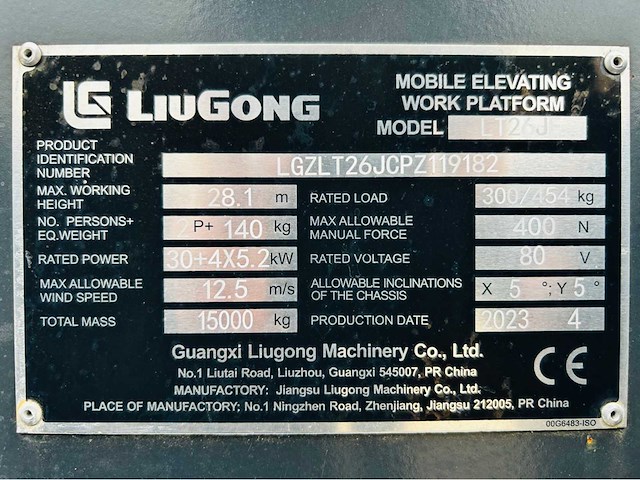 LIUGONG
MOBILE ELEVATING
WORK PLATFORM
MODEL LT26J
PRODUCT
IDENTIFICATION
NUMBER LGZLT26JCPZ119182
MAX. WORKING
HEIGHT 28.1 m
RATED LOAD 300/454 kg
NO. PERSONS+
EQ.WEIGHT P+ 140 kg
MAX ALLOWABLE
MANUAL FORCE 400 N
RATED POWER 30+4X5.2 kW
RATED VOLTAGE 80 V
MAX ALLOWABLE
WIND SPEED 12.5 m/s
ALLOWABLE INCLINATIONS
OF THE CHASSIS X 5 °; Y 5 °
TOTAL MASS 15000 kg
PRODUCTION DATE 2023 4
Guangxi Liugong Machinery Co., Ltd.
No.1 Liutai Road, Liuzhou, Guangxi 545007, PR China
MANUFACTORY: Jiangsu Liugong Machinery Co., Ltd.
PLACE OF MANUFACTORY: No.1 Ningzhen Road, Zhenjiang, Jiangsu 212005, PR China
CE
00G6483-ISO